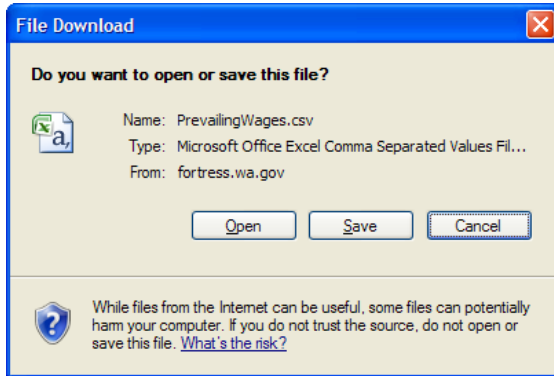 File Download
Do you want to open or save this file?
a,
Name: PrevailingWages.csv
Type: Microsoft Office Excel Comma Separated Values Fil...
From: fortress.wa.gov
Open Save Cancel
While files from the Internet can be useful, some files can potentially
harm your computer. If you do not trust the source, do not open or
save this file. What's the risk?